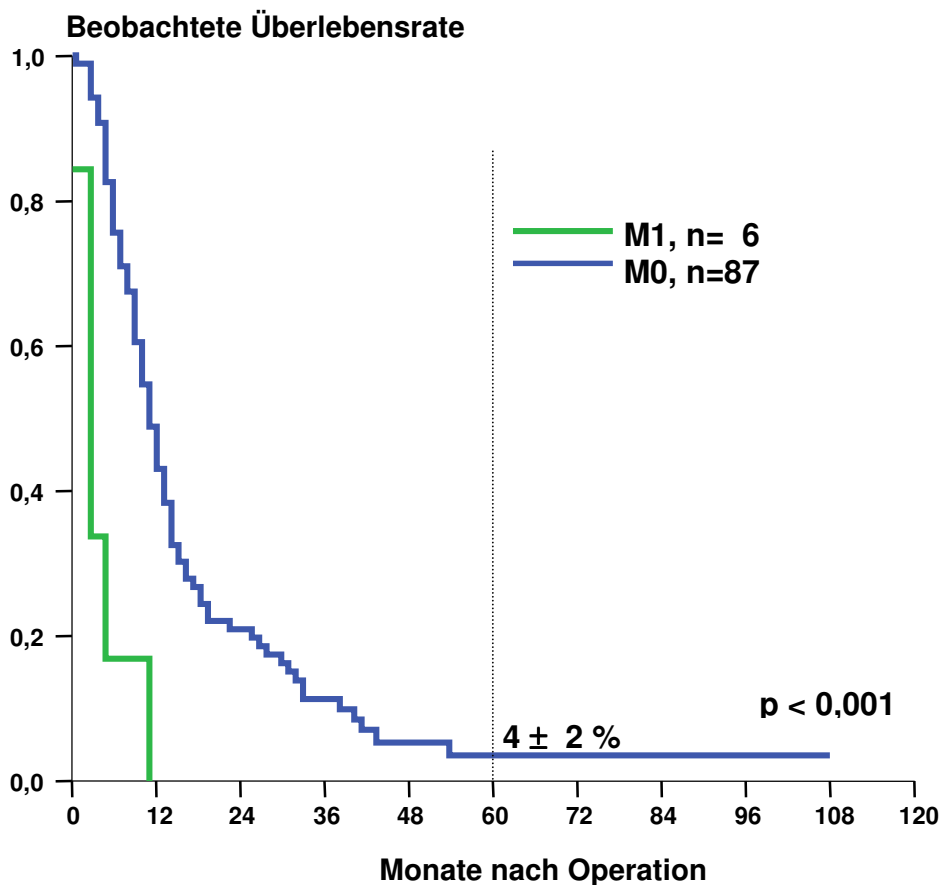 Beobachtete Überlebensrate
1,0
0,8
M1, n= 6
M0, n=87
0,6
0,4
0,2
p < 0,001
4 ± 2 %
0,0
0 12 24 36 48 60 72 84 96 108 120
Monate nach Operation